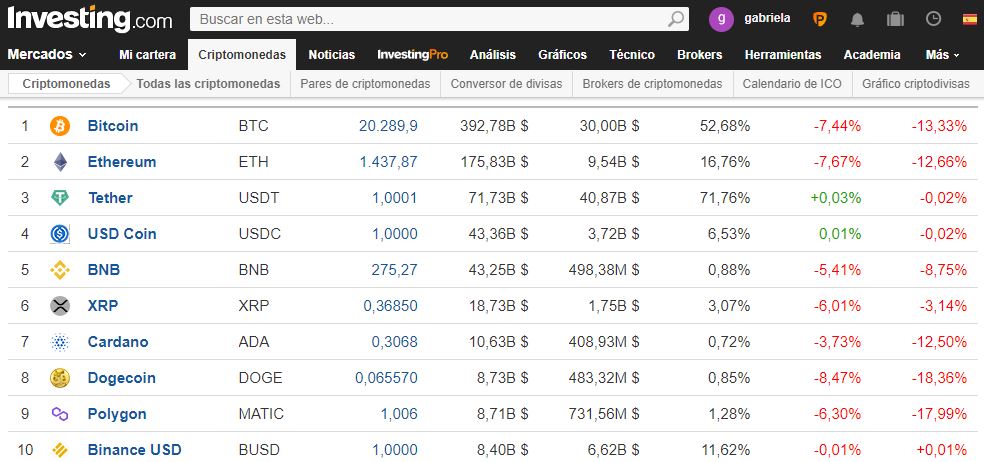 Investing.com Buscar en esta web... g gabriela
Mercados Mi cartera Criptomonedas Noticias InvestingPro Análisis Gráficos Técnico Brokers Herramientas Academia Más
Criptomonedas Todas las criptomonedas Pares de criptomonedas Conversor de divisas Brokers de criptomonedas Calendario de ICO Gráfico criptodivisas
1 Bitcoin BTC 20.289,9 392,78B $ 30,00B $ 52,68% -7,44% -13,33%
2 Ethereum ETH 1.437,87 175,83B $ 9,54B $ 16,76% -7,67% -12,66%
3 Tether USDT 1,0001 71,73B $ 40,87B $ 71,76% +0,03% -0,02%
4 USD Coin USDC 1,0000 43,36B $ 3,72B $ 6,53% 0,01% -0,02%
5 BNB BNB 275,27 43,25B $ 498,38M $ 0,88% -5,41% -8,75%
6 XRP XRP 0,36850 18,73B $ 1,75B $ 3,07% -6,01% -3,14%
7 Cardano ADA 0,3068 10,63B $ 408,93M $ 0,72% -3,73% -12,50%
8 Dogecoin DOGE 0,065570 8,73B $ 483,32M $ 0,85% -8,47% -18,36%
9 Polygon MATIC 1,006 8,71B $ 731,56M $ 1,28% -6,30% -17,99%
10 Binance USD BUSD 1,0000 8,40B $ 6,62B $ 11,62% -0,01% +0,01%